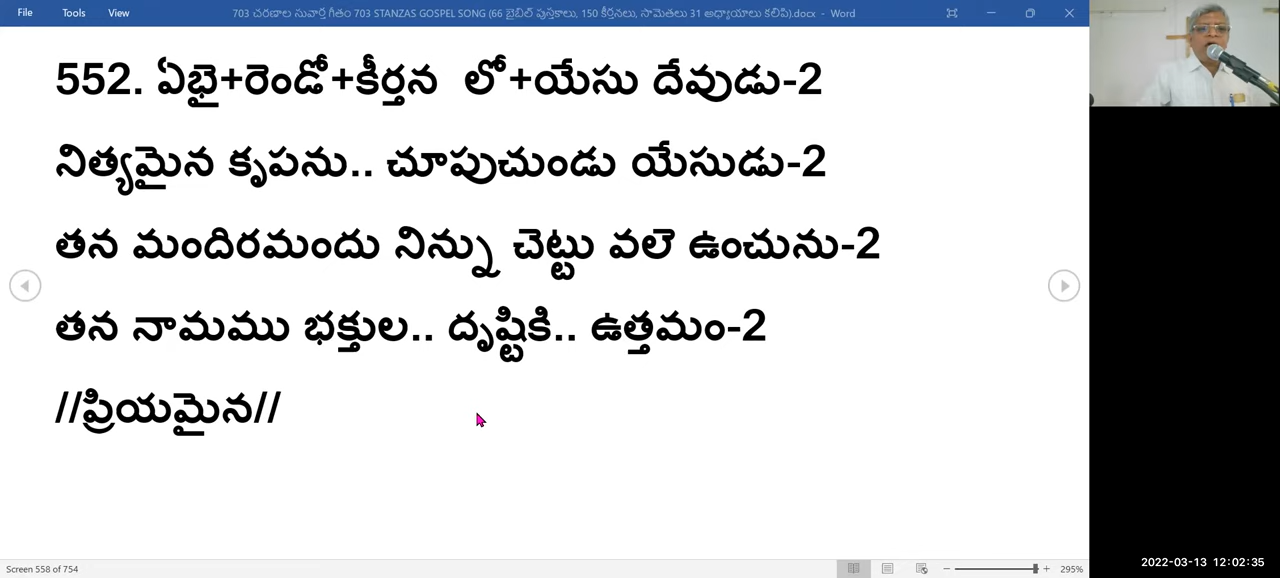 File Tools View 703 చరణాల సువార్త గీతం 703 STANZAS GOSPEL SONG (66 బైబిల్ పుస్తకాలు, 150 కీర్తనలు, సామెతలు 31 అధ్యాయాలు కలిపి).docx - Word
552. ఏభై+రెండో+కీర్తన లో+యేసు దేవుడు-2
నిత్యమైన కృపను.. చూపుచుండు యేసుడు-2
తన మందిరమందు నిన్ను చెట్టు వలె ఉంచును-2
తన నామము భక్తుల.. దృష్టికి.. ఉత్తమం-2
//ప్రియమైన//
2022-03-13 12:02:35
Screen 558 of 754 295%